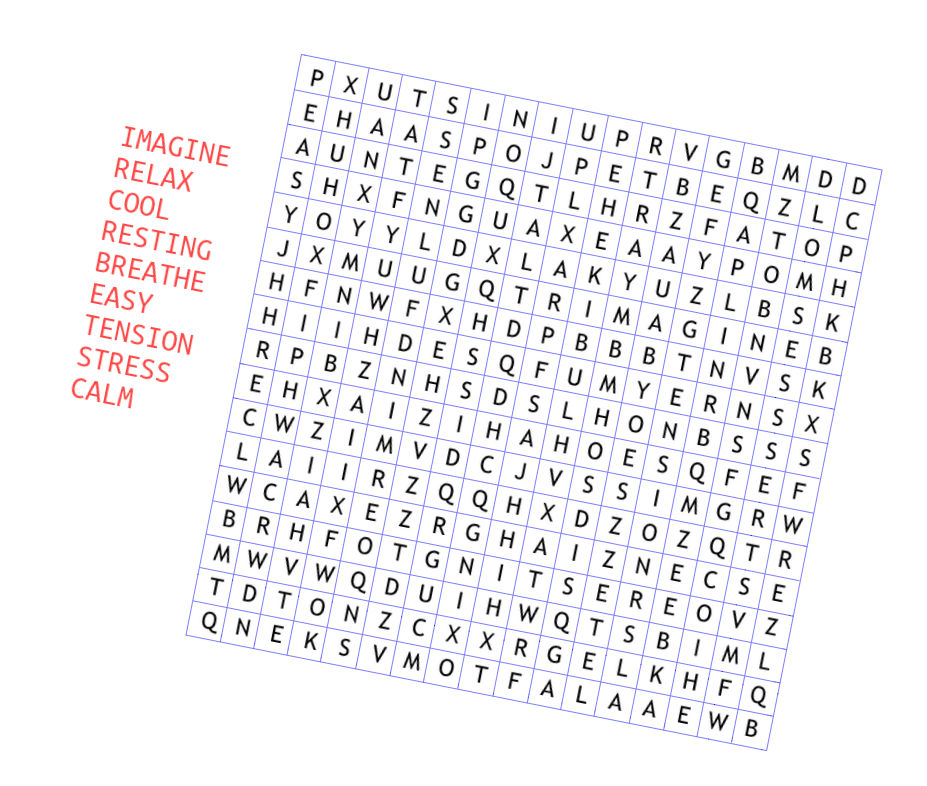 IMAGINE
RELAX
COOL
RESTING
BREATHE
EASY
TENSION
STRESS
CALM
P X U T S I N I U P R V G B M D D
E H A A S P O J P E T B E Q Z L C
A U N T E G Q T L H R Z F A T O P
S H X F N G U A X E A A Y P O M H
Y O Y Y L D X L A K Y U Z L B S K
J X M U U G Q T R I M A G I N E B
H F N W F X H D P B B B T N V S K
H I I H D E S Q F U M Y E R N S X
R P B Z N H S D S L H O N B S S S
E H X A I Z I H A H O E S Q F E F
C W Z I M V D C J V S S I M G R W
L A I I R Z Q Q H X D Z O Z Q T R
W C A X E Z R G H A I Z N E C S E
B R H F O T G N I T S E R E O V Z
M W V W Q D U I H W Q T S B I M L
T D T O N Z C X X R G E L K H F Q
Q N E K S V M O T F A L A A E W B